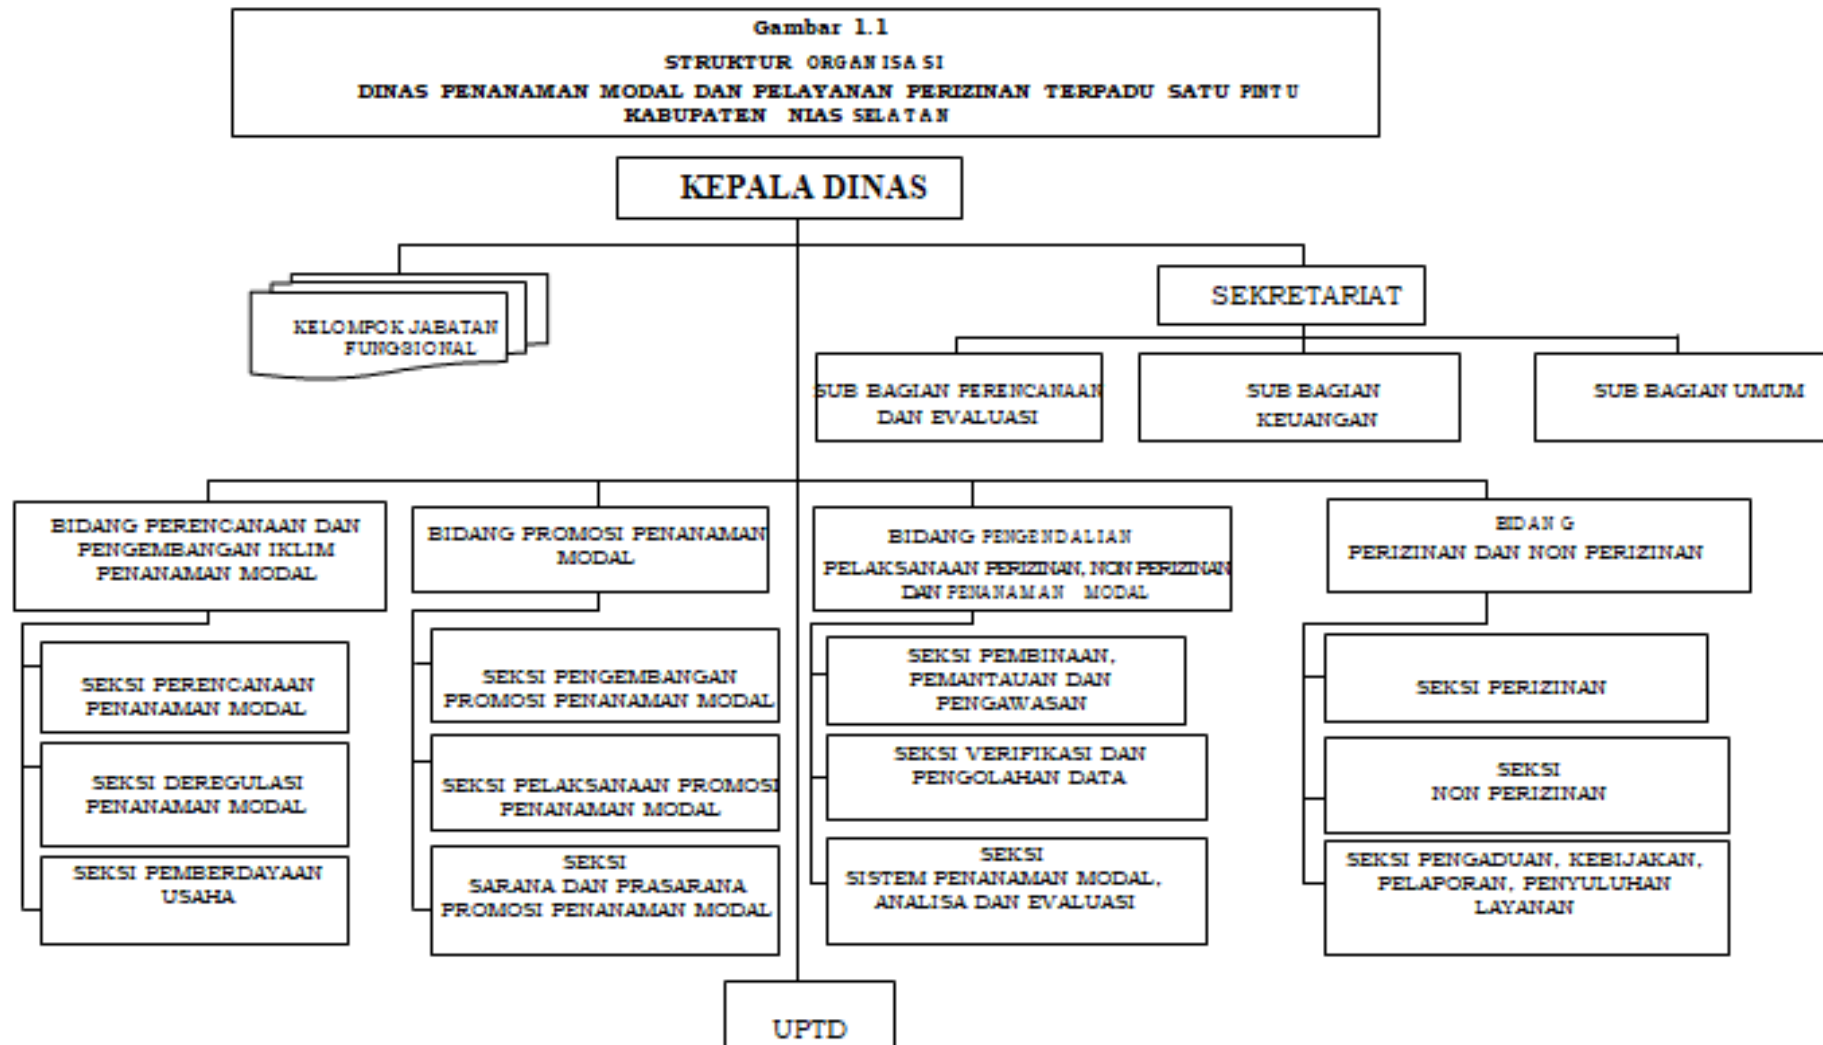 Gambar 1.1
STRUKTUR ORGANISASI
DINAS PENANAMAN MODAL DAN PELAYANAN PERIZINAN TERPADU SATU PINTU
KABUPATEN NIAS SELATAN
KEPALA DINAS
KELOMPOK JABATAN
FUNGSIONAL
SEKRETARIAT
SUB BAGIAN PERENCANAAN
DAN EVALUASI
SUB BAGIAN
KEUANGAN
SUB BAGIAN UMUM
BIDANG PERENCANAAN DAN
PENGEMBANGAN IKLIM
PENANAMAN MODAL
SEKSI PERENCANAAN
PENANAMAN MODAL
SEKSI DEREGULASI
PENANAMAN MODAL
SEKSI PEMBERDAYAAN
USAHA
BIDANG PROMOSI PENANAMAN
MODAL
SEKSI PENGEMBANGAN
PROMOSI PENANAMAN MODAL
SEKSI PELAKSANAAN PROMOSI
PENANAMAN MODAL
SEKSI
SARANA DAN PRASARANA
PROMOSI PENANAMAN MODAL
BIDANG PENGENDALIAN
PELAKSANAAN PERIZINAN, NON PERIZINAN
DAN PENANAMAN MODAL
SEKSI PEMBINAAN,
PEMANTAUAN DAN
PENGAWASAN
SEKSI VERIFIKASI DAN
PENGOLAHAN DATA
SEKSI
SISTEM PENANAMAN MODAL,
ANALISA DAN EVALUASI
BIDANG
PERIZINAN DAN NON PERIZINAN
SEKSI PERIZINAN
SEKSI
NON PERIZINAN
SEKSI PENGADUAN, KEBIJAKAN,
PELAPORAN, PENYULUHAN
LAYANAN
UPTD